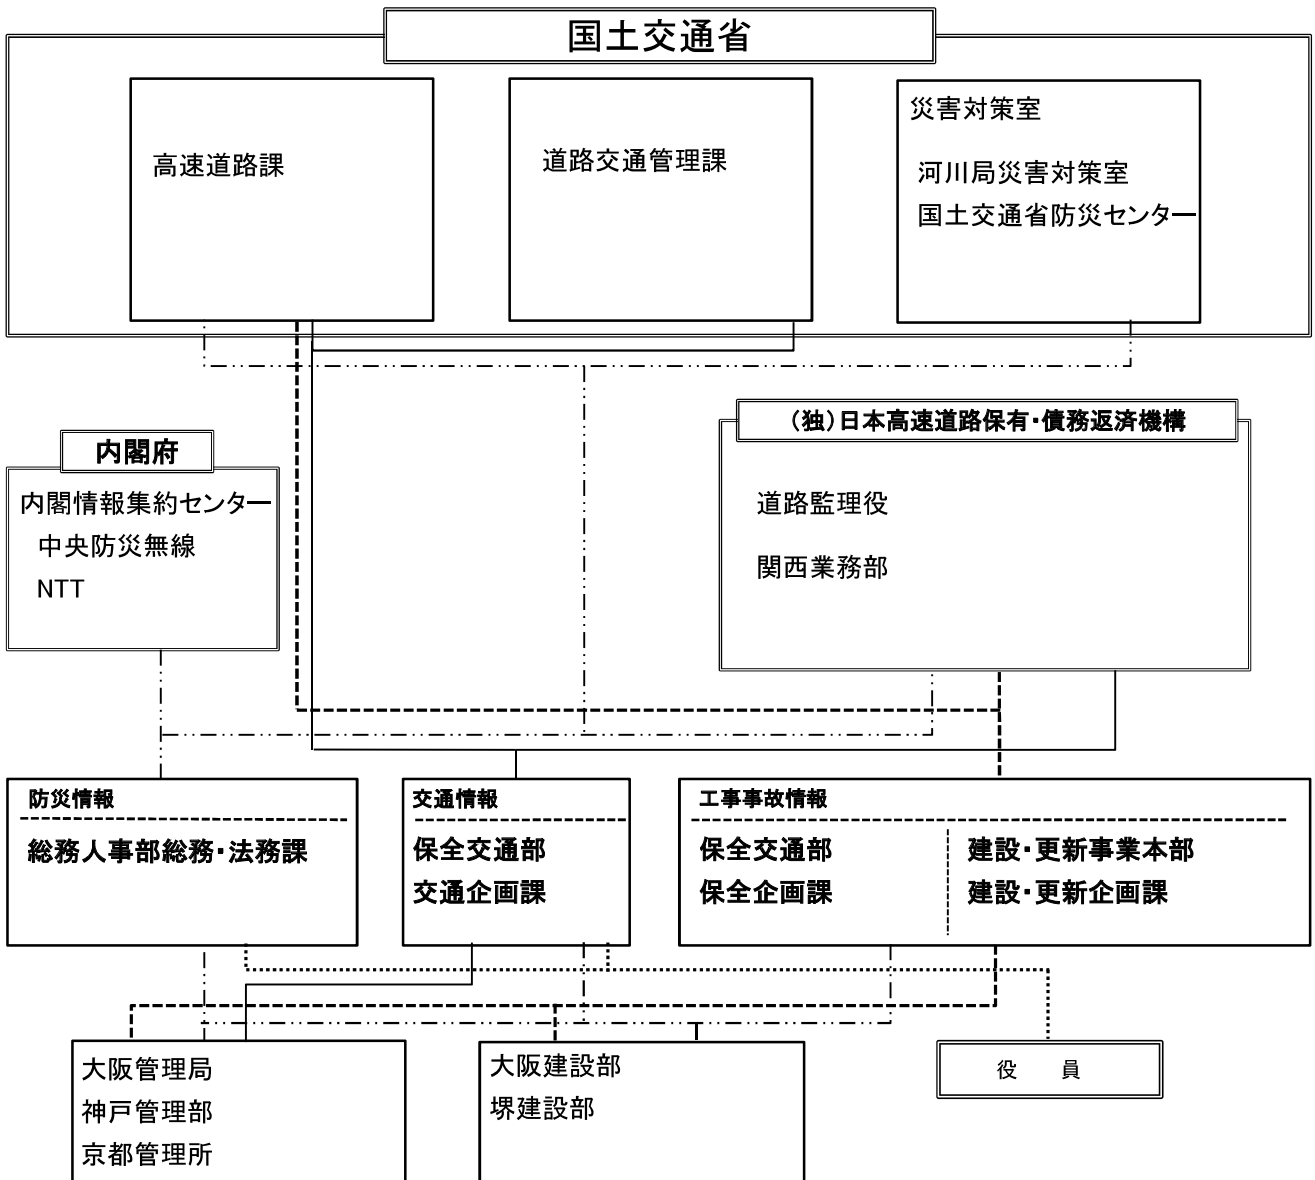 国土交通省
高速道路課
道路交通管理課
災害対策室
河川局災害対策室
国土交通省防災センター
(独)日本高速道路保有・債務返済機構
道路監理役
関西業務部
内閣府
内閣情報集約センター
中央防災無線
NTT
防災情報
総務人事部総務・法務課
交通情報
保全交通部
交通企画課
工事事故情報
保全交通部
保全企画課
建設・更新事業本部
建設・更新企画課
大阪管理局
神戸管理部
京都管理所
大阪建設部
堺建設部
役 員